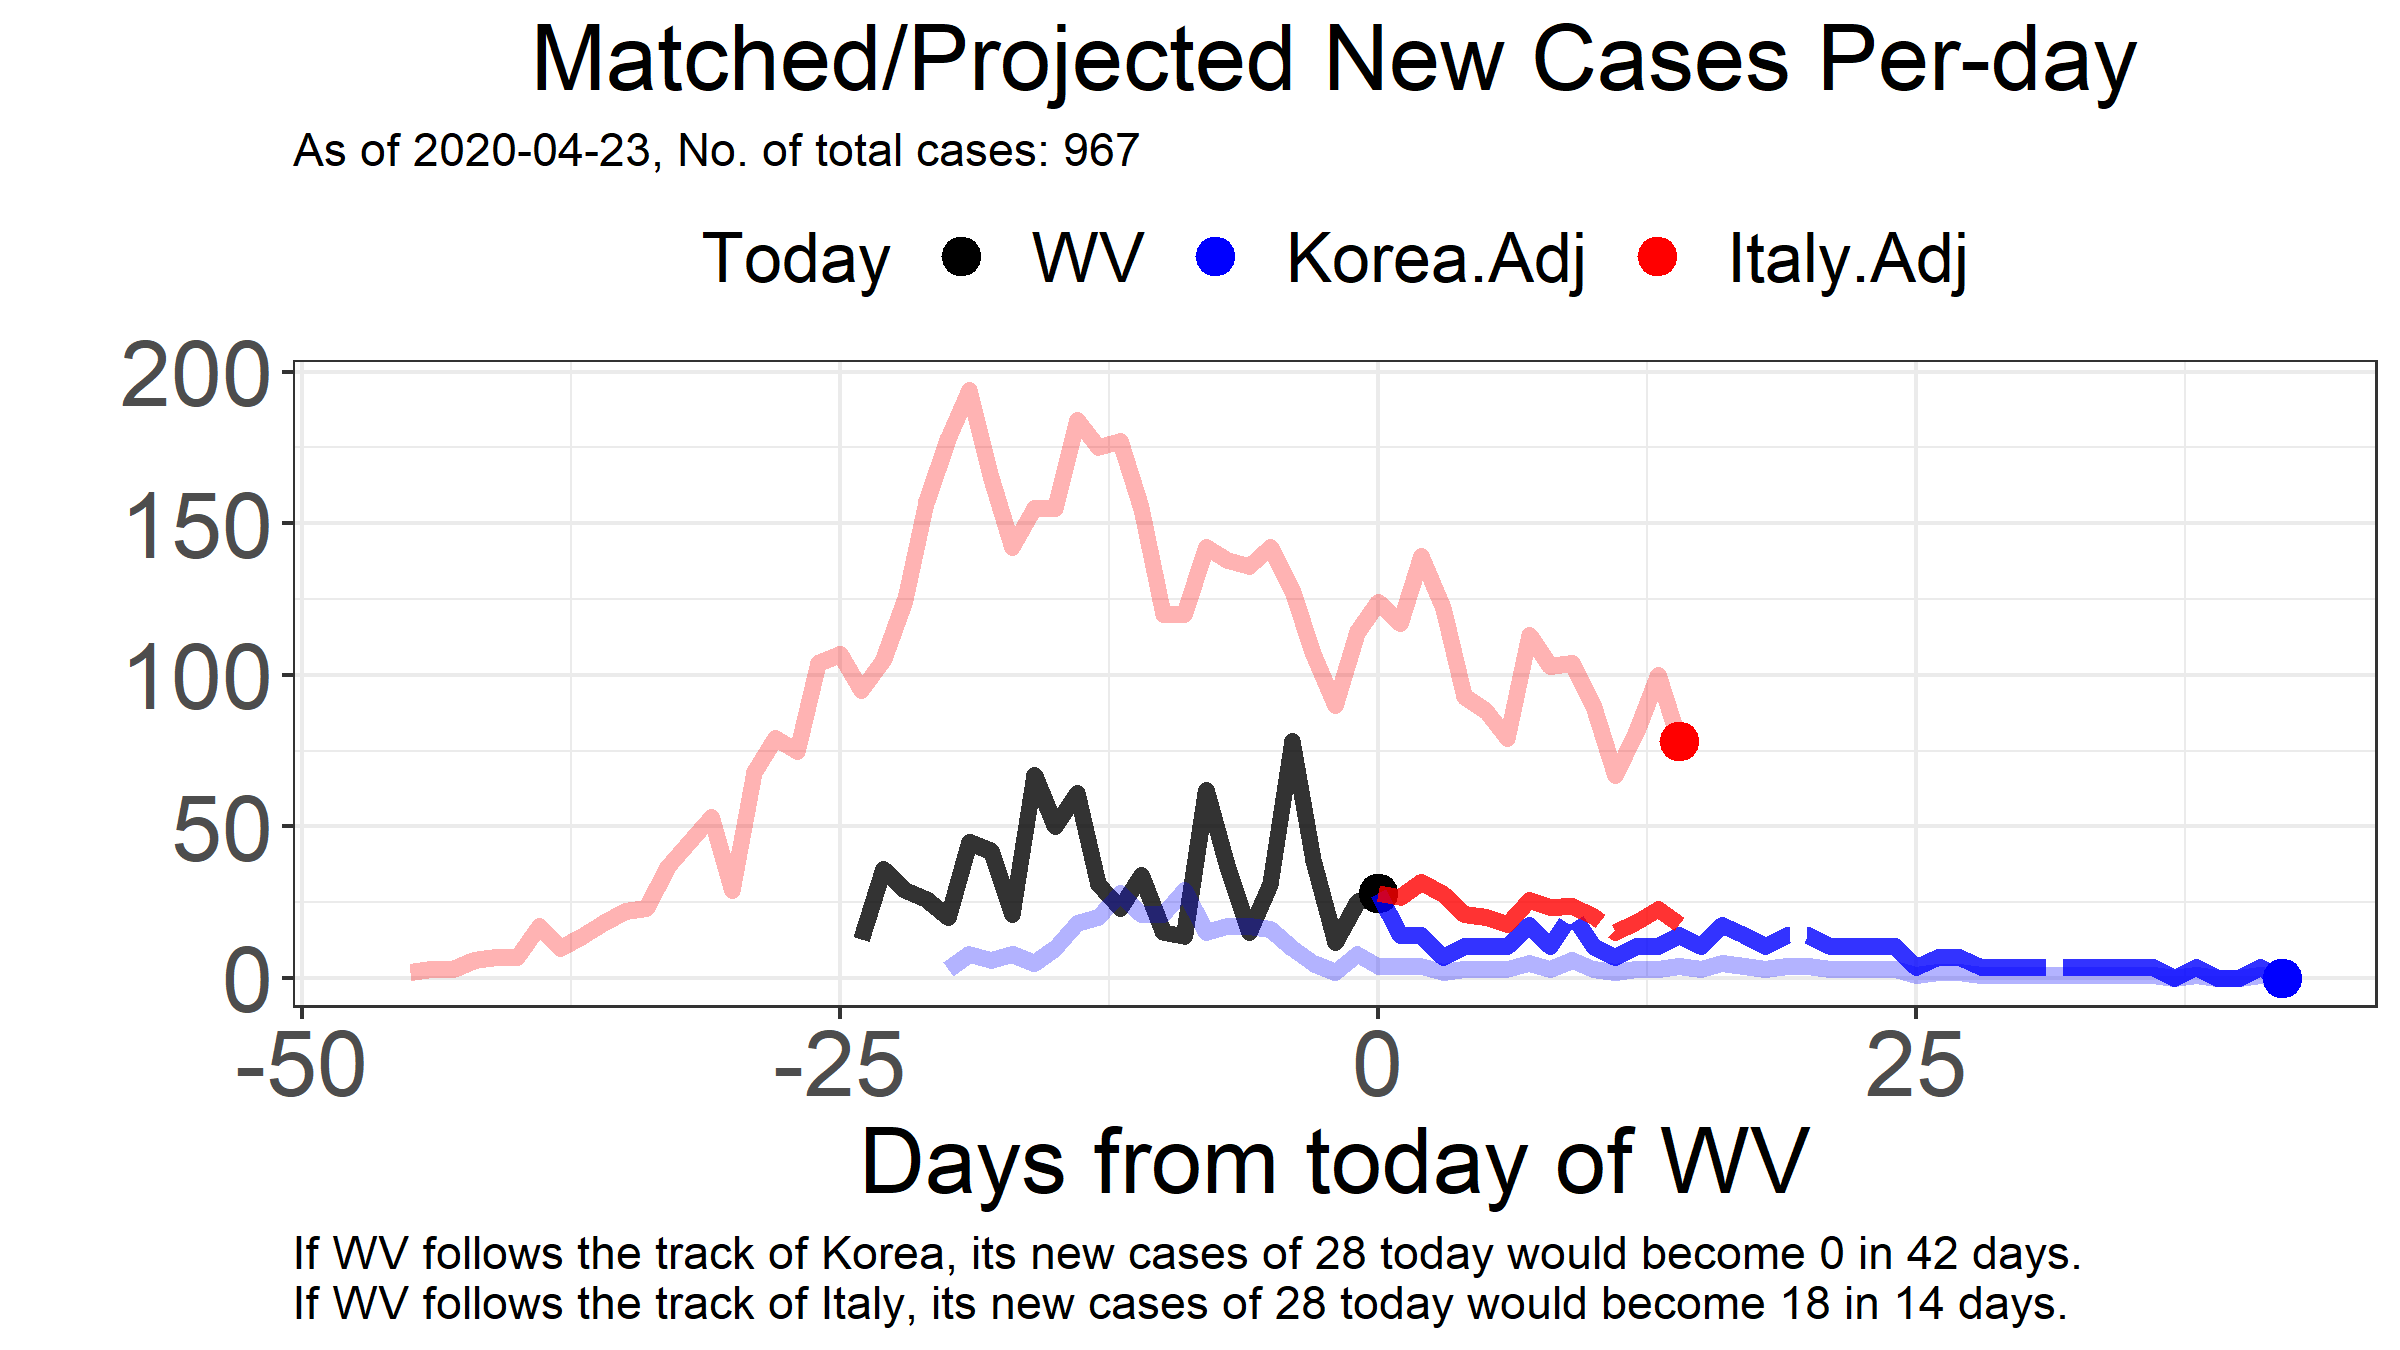 Matched/Projected New Cases Per-day
As of 2020-04-23, No. of total cases: 967
Today WV Korea.Adj Italy.Adj
200
150
100
50
0
-50 -25 0 25
Days from today of WV
If WV follows the track of Korea, its new cases of 28 today would become 0 in 42 days.
If WV follows the track of Italy, its new cases of 28 today would become 18 in 14 days.